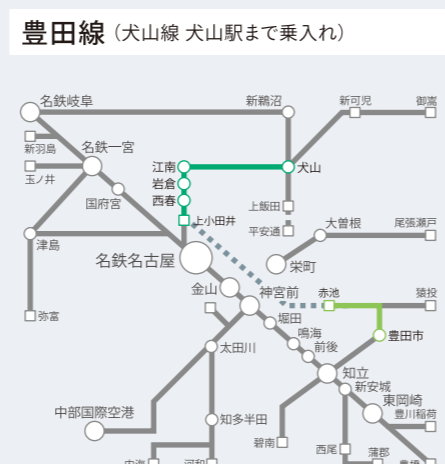 豊田線（犬山線 犬山駅まで乗入れ）
名鉄岐阜
新鵜沼
新可児
御嵩
新羽島
名鉄一宮
江南
犬山
玉ノ井
岩倉
国府宮
西春
上飯田
上小田井
平安通
大曽根
尾張瀬戸
津島
名鉄名古屋
栄町
金山
神宮前
赤池
猿投
弥富
堀田
鳴海
豊田市
前後
太田川
知立
新安城
中部国際空港
東岡崎
知多半田
豊川稲荷
碧南
西尾
蒲郡
内海
河和
豊橋